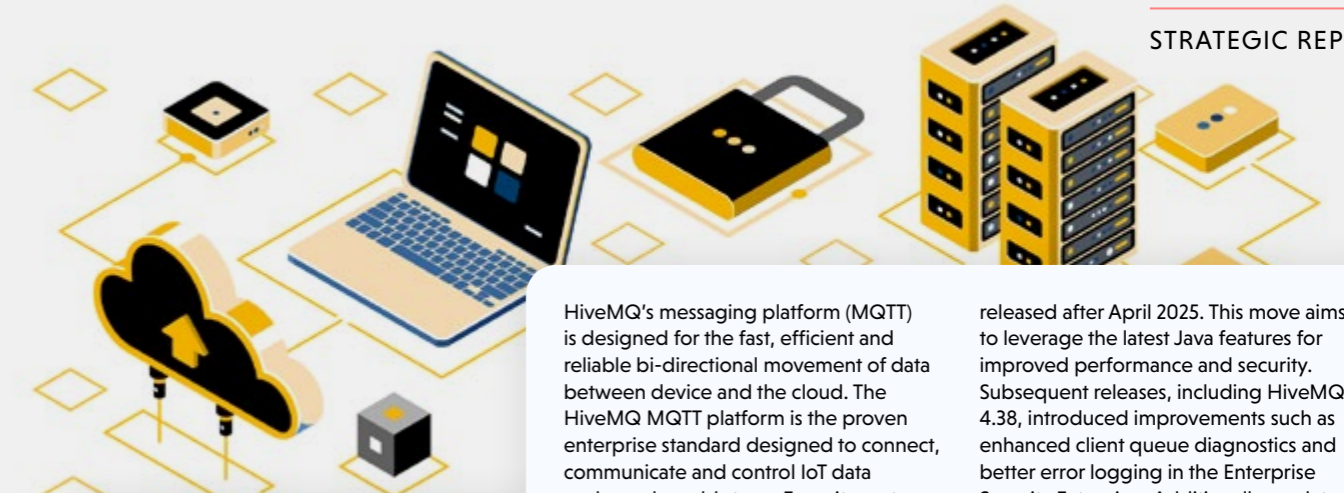 STRATEGIC REP
HiveMQ's messaging platform (MQTT)
is designed for the fast, efficient and
reliable bi-directional movement of data
between device and the cloud. The
HiveMQ MQTT platform is the proven
enterprise standard designed to connect,
communicate and control IoT data
released after April 2025. This move aims
to leverage the latest Java features for
improved performance and security.
Subsequent releases, including HiveMQ
4.38, introduced improvements such as
enhanced client queue diagnostics and
better error logging in the Enterprise